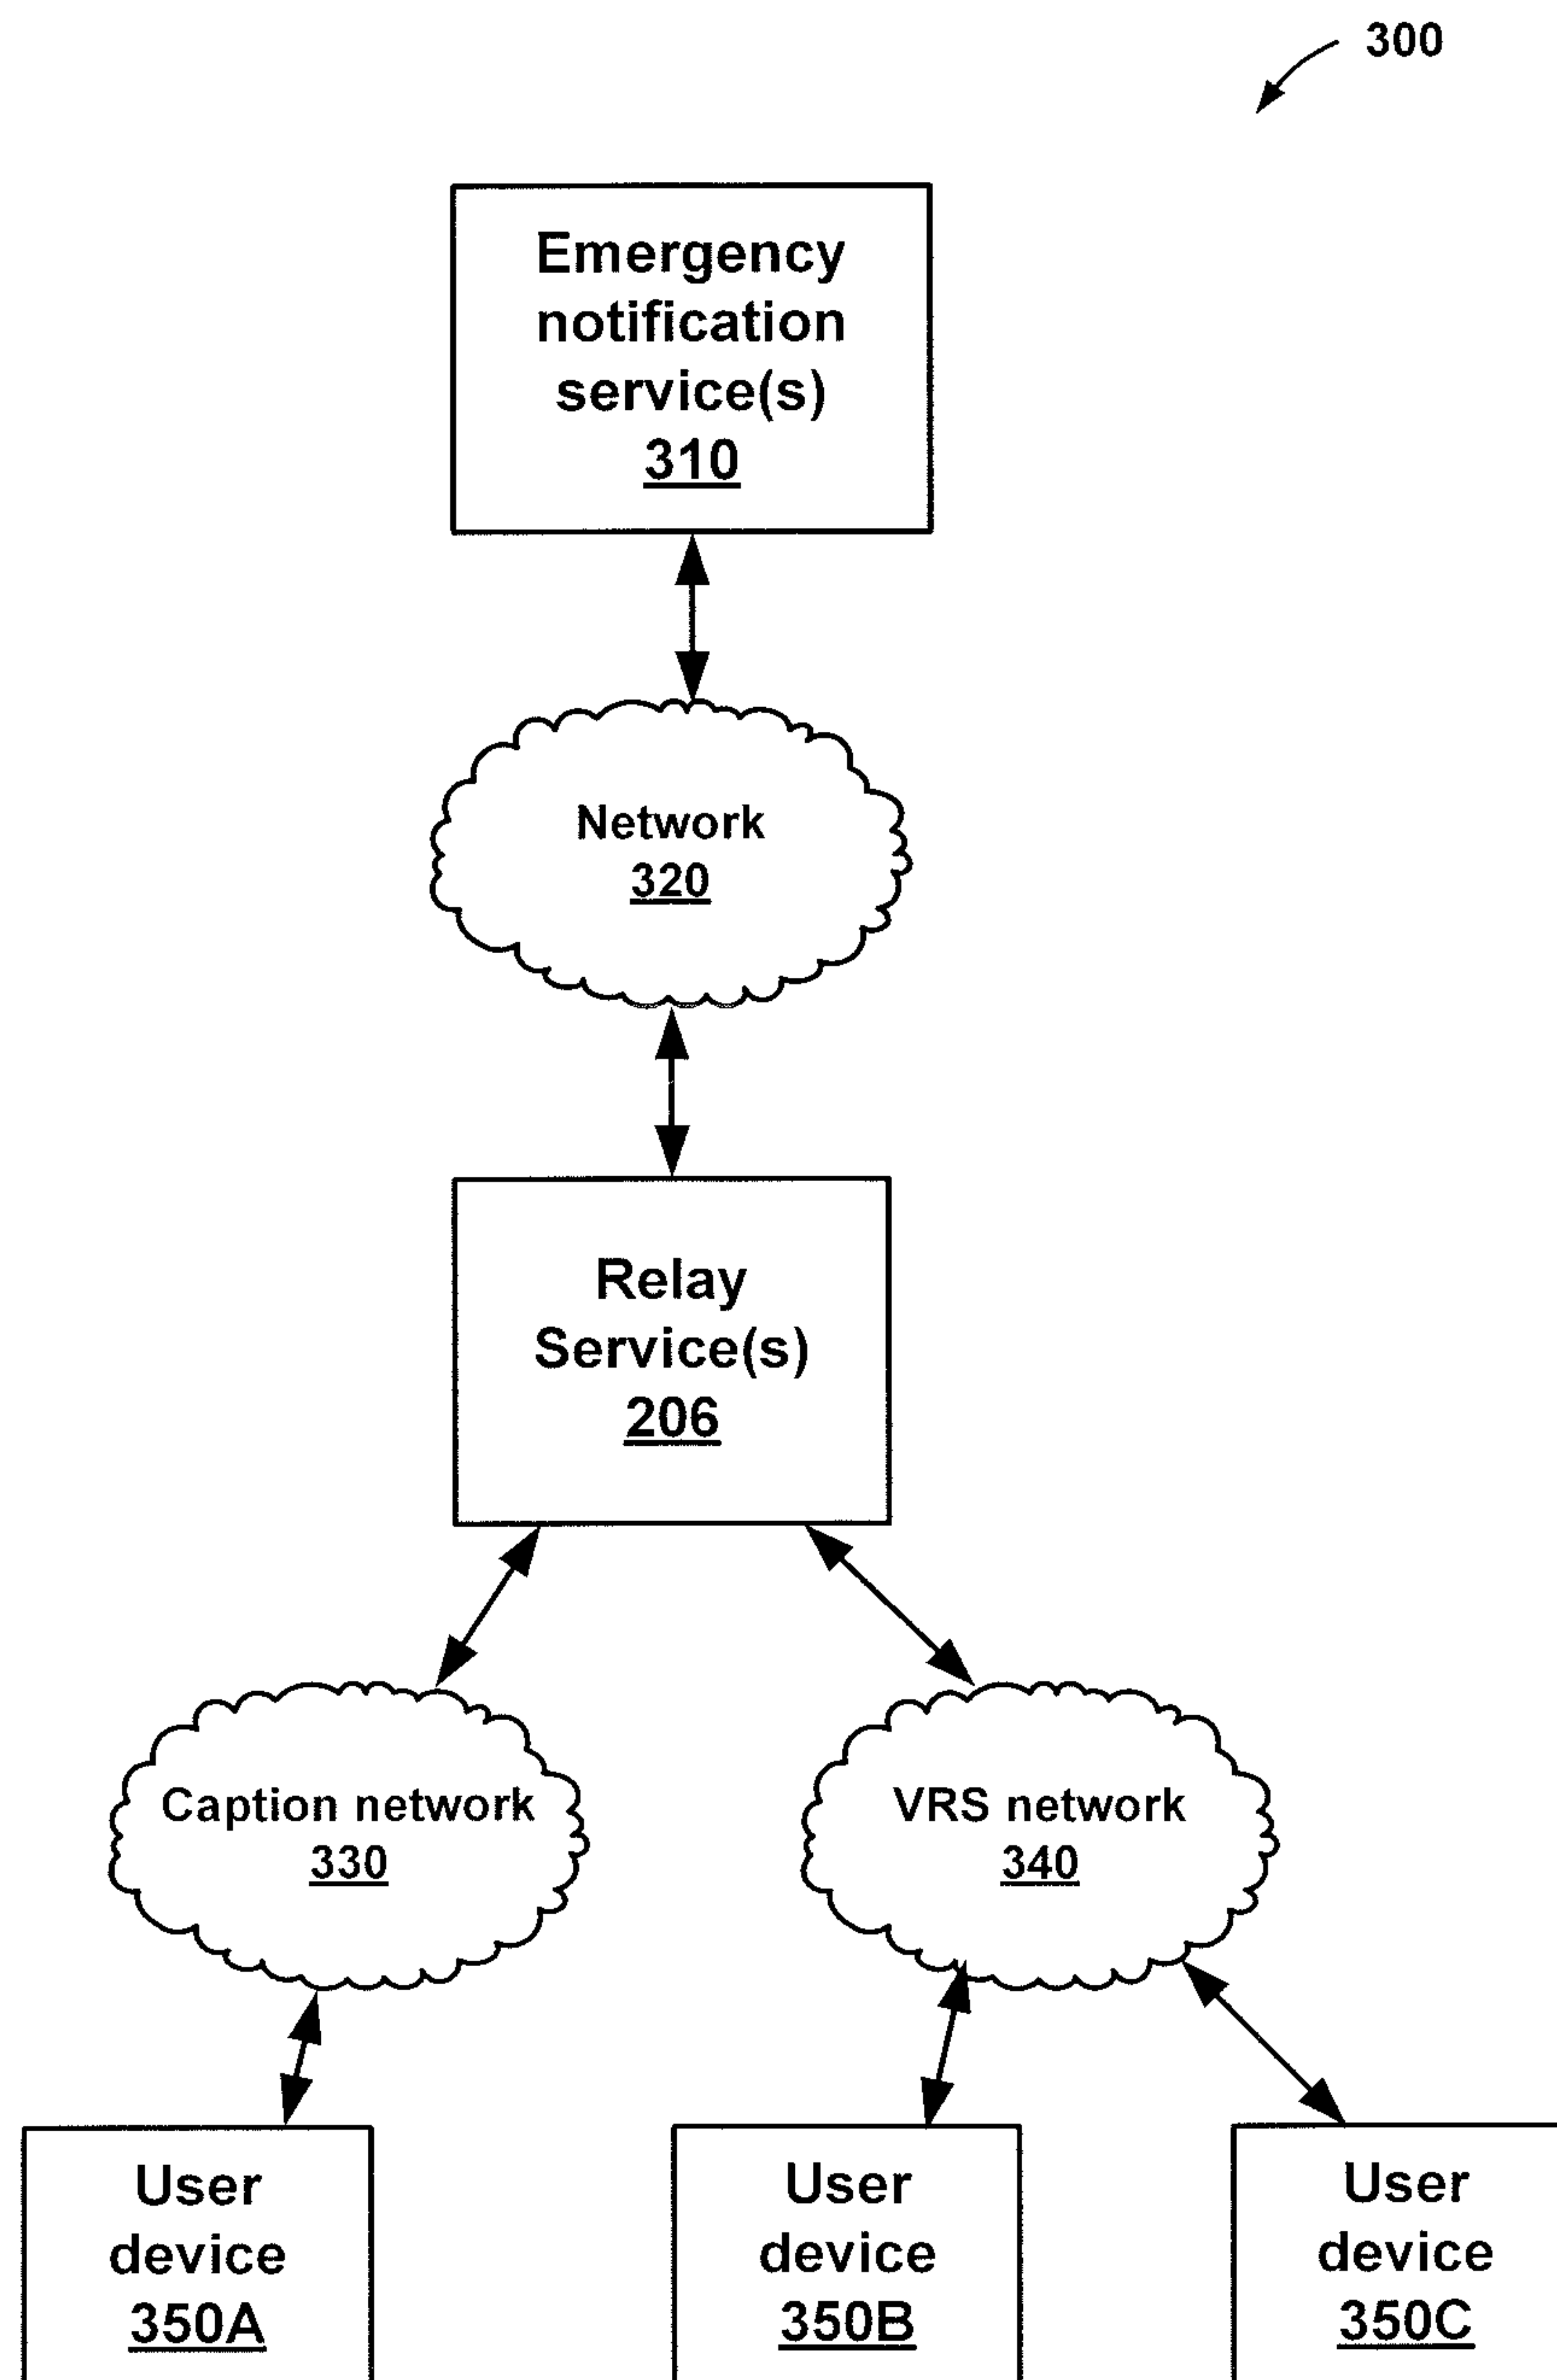 300
Emergency
notification
service(s)
310
Network
320
Relay
Service(s)
206
Caption network
330
VRS network
340
User
device
350A
User
device
350B
User
device
350C